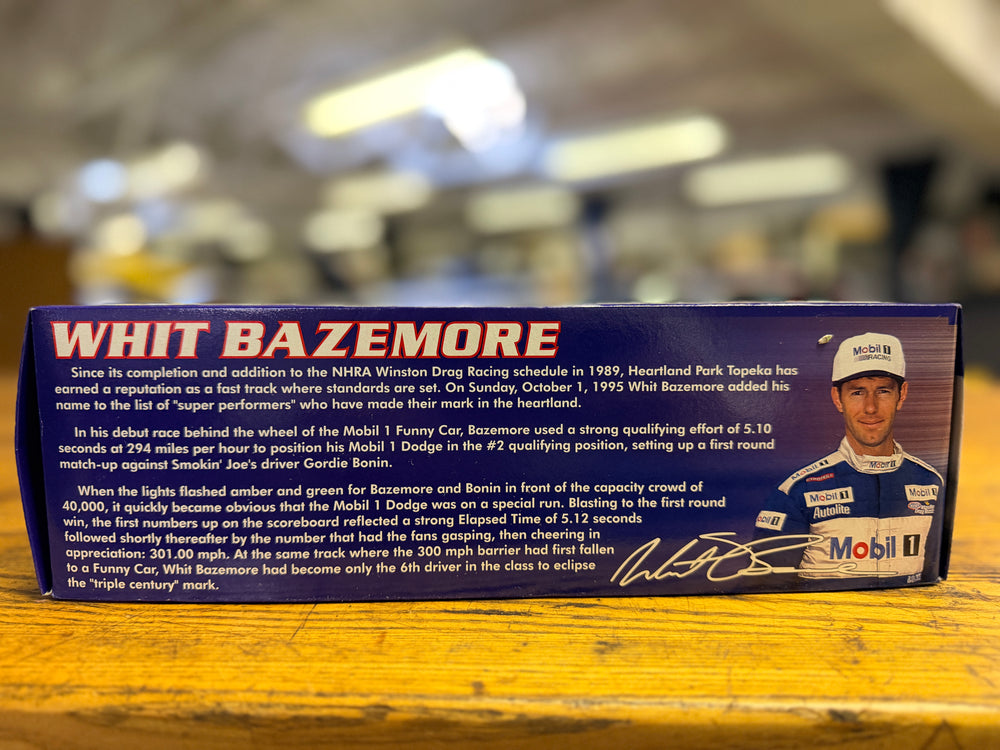 WHIT BAZEMORE
Since its completion and addition to the NHRA Winston Drag Racing schedule in 1989, Heartland Park Topeka has
earned a reputation as a fast track where standards are set. On Sunday, October 1, 1995 Whit Bazemore added his
name to the list of "super performers" who have made their mark in the heartland.
In his debut race behind the wheel of the Mobil 1 Funny Car, Bazemore used a strong qualifying effort of 5.10
seconds at 294 miles per hour to position his Mobil 1 Dodge in the #2 qualifying position, setting up a first round
match-up against Smokin' Joe's driver Gordie Bonin.
When the lights flashed amber and green for Bazemore and Bonin in front of the capacity crowd of
40,000, it quickly became obvious that the Mobil 1 Dodge was on a special run. Blasting to the first round
win, the first numbers up on the scoreboard reflected a strong Elapsed Time of 5.12 seconds
followed shortly thereafter by the number that had the fans gasping, then cheering in
appreciation: 301.00 mph. At the same track where the 300 mph barrier had first fallen
to a Funny Car, Whit Bazemore had become only the 6th driver in the class to eclipse
the "triple century" mark.
Mobil 1
RACING
Mobil 1
Mobil 1
Mobil 1
Mobil 1
Autolite
Mobil 1
Mobil 1